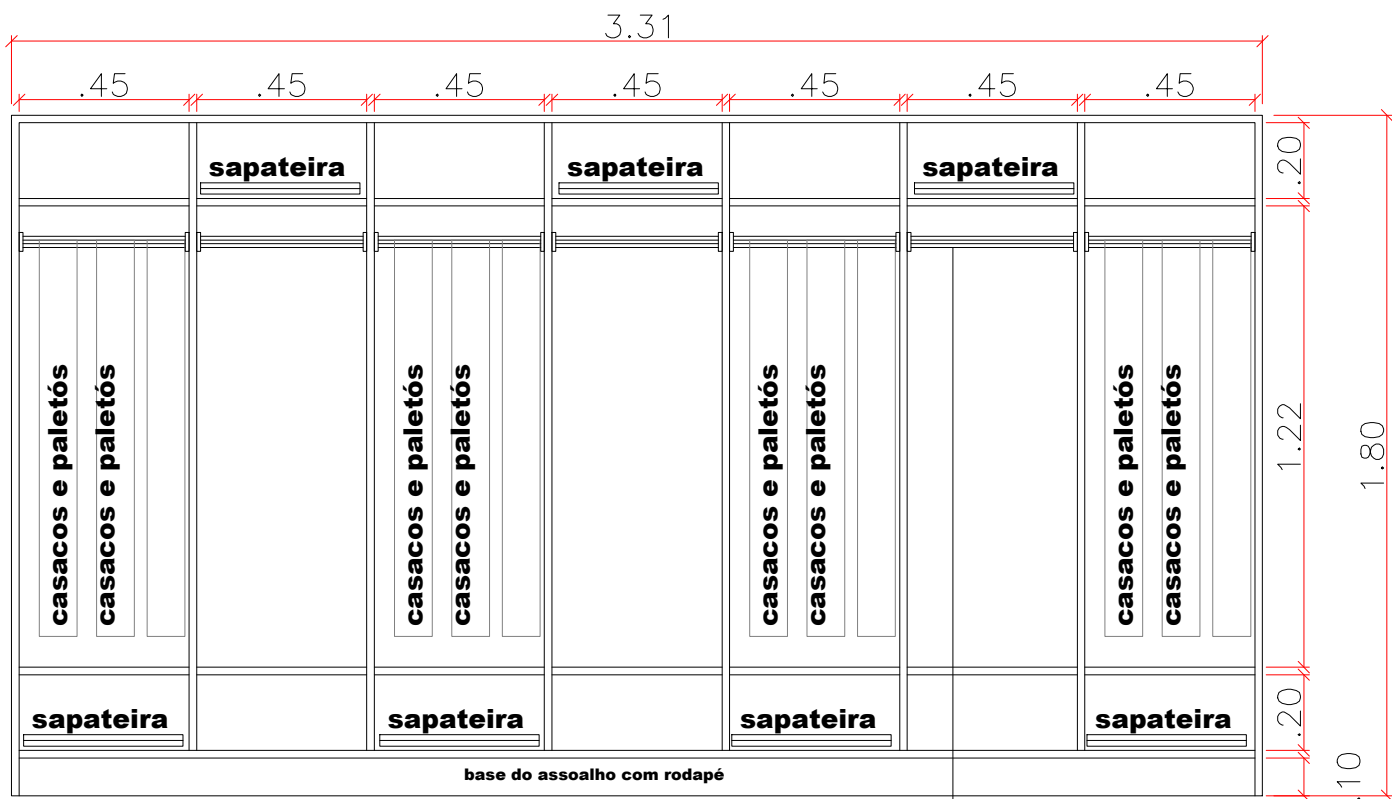 3.31
.45 .45 .45 .45 .45 .45 .45
sapateira sapateira sapateira
.20
casacos e paletós
casacos e paletós
casacos e paletós
casacos e paletós
casacos e paletós
casacos e paletós
casacos e paletós
casacos e paletós
1.22
1.80
sapateira sapateira sapateira sapateira
.20
base do assoalho com rodapé
.10